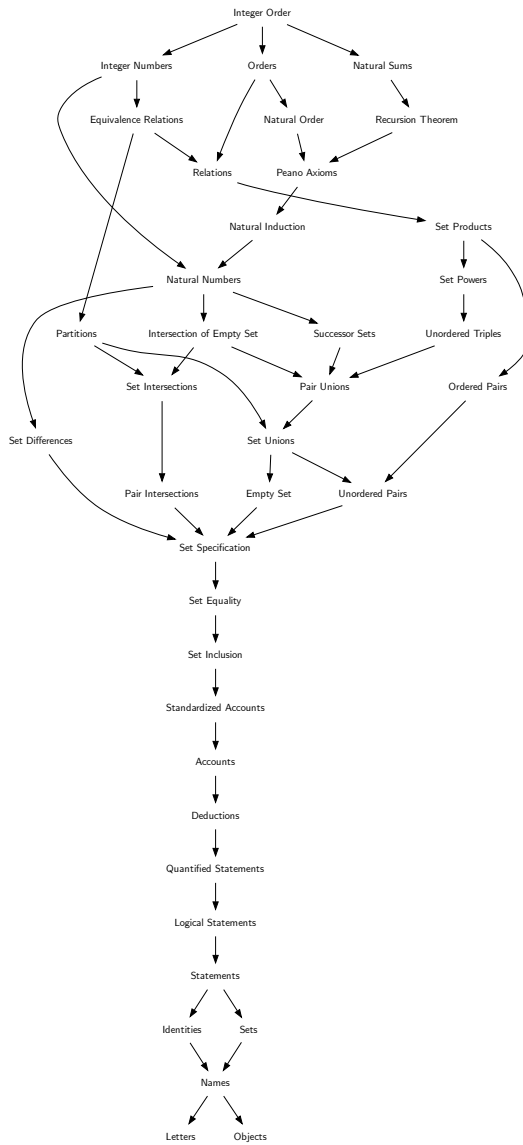 Integer Order
Integer Numbers
Orders
Natural Sums
Equivalence Relations
Natural Order
Recursion Theorem
Relations
Peano Axioms
Natural Induction
Set Products
Natural Numbers
Set Powers
Partitions
Intersection of Empty Set
Successor Sets
Unordered Triples
Set Intersections
Pair Unions
Ordered Pairs
Set Differences
Set Unions
Pair Intersections
Empty Set
Unordered Pairs
Set Specification
Set Equality
Set Inclusion
Standardized Accounts
Accounts
Deductions
Quantified Statements
Logical Statements
Statements
Identities
Sets
Names
Letters
Objects